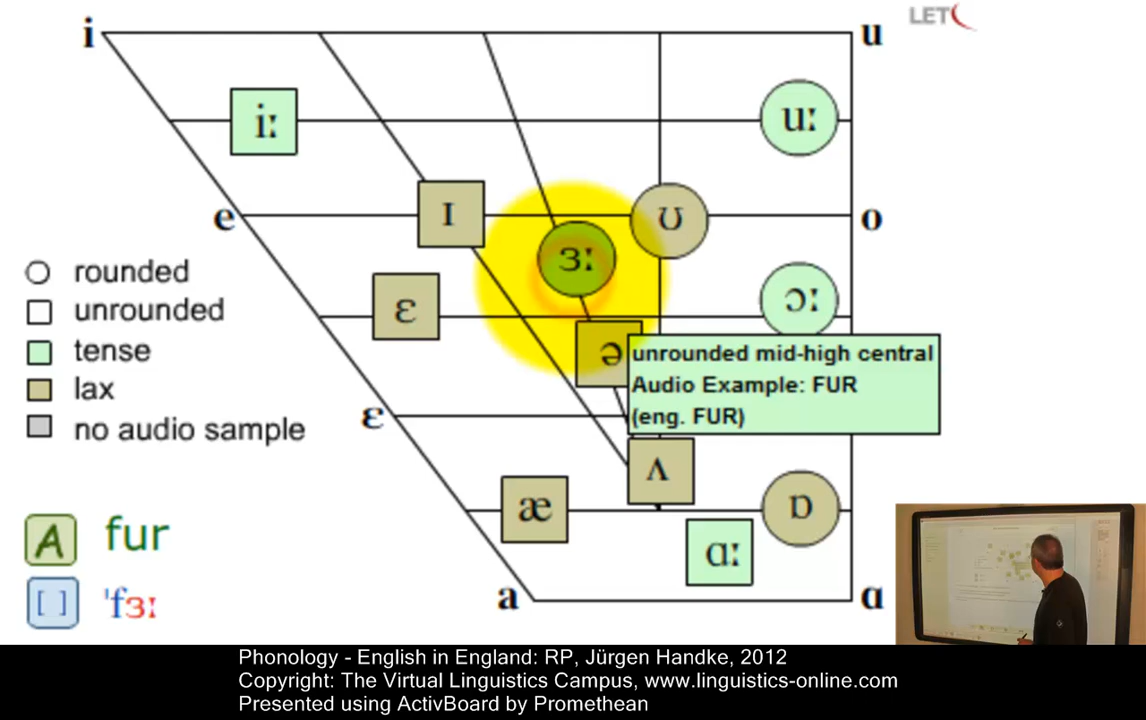 LET
i
u
iː
uː
e
ɪ
ʊ
o
ɜː
rounded
unrounded
ɛ
ɔː
tense
ə
unrounded mid-high central
Audio Example: FUR
(eng. FUR)
lax
ɛ
no audio sample
ʌ
æ
ɒ
A fur
ɑː
[ ] ˈfɜː
a
ɑ
Phonology - English in England: RP, Jürgen Handke, 2012
Copyright: The Virtual Linguistics Campus, www.linguistics-online.com
Presented using ActivBoard by Promethean